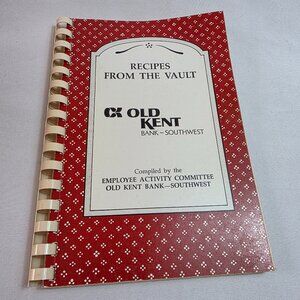 RECIPES
FROM THE VAULT
OLD
KENT
BANK – SOUTHWEST
Compiled by the
EMPLOYEE ACTIVITY COMMITTEE
OLD KENT BANK—SOUTHWEST